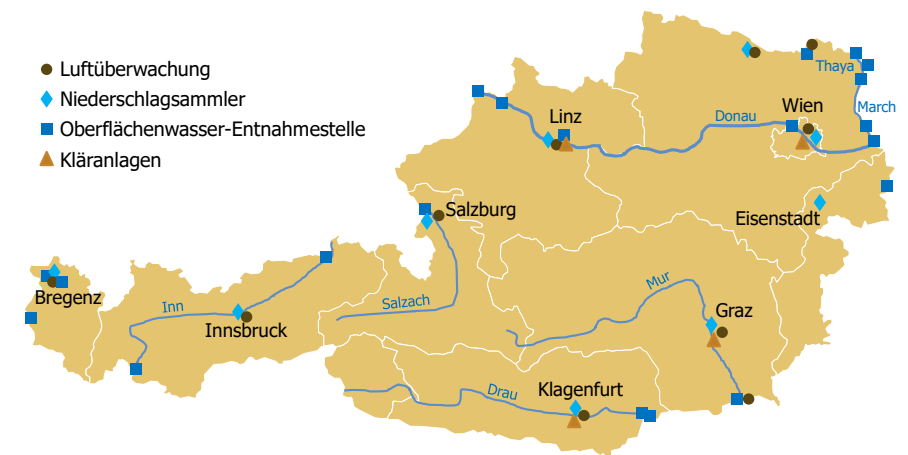 Luftüberwachung
Niederschlagsammler
Oberflächenwasser-Entnahmestelle
Kläranlagen
Thaya
Linz
Donau
Wien
March
Salzburg
Eisenstadt
Bregenz
Inn
Innsbruck
Salzach
Mur
Graz
Drau
Klagenfurt